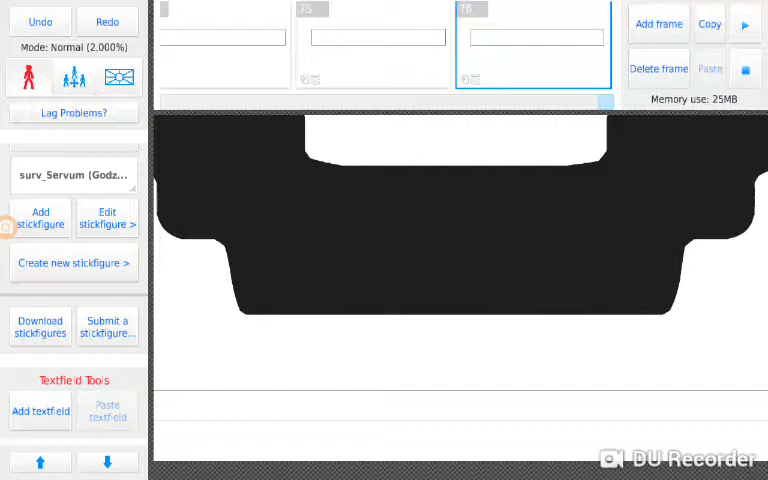 Undo
Redo
Mode: Normal (2,000%)
Lag Problems?
surv_Servum (Godz...
Add stickfigure
Edit stickfigure >
Create new stickfigure >
Download stickfigures
Submit a stickfigure...
Textfield Tools
Add textfield
Paste textfield
75
76
Add frame
Copy
Delete frame
Paste
Memory use: 25MB
DU Recorder